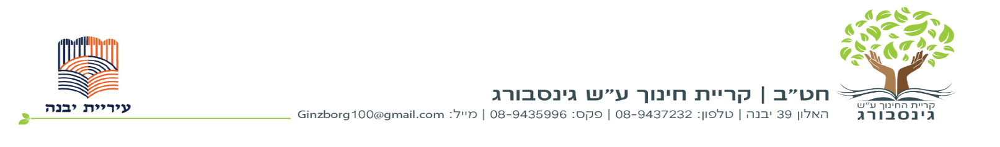 קריית החינוך ע״ש
גינסבורג
חט״ב | קריית חינוך ע״ש גינסבורג
האלון 39 יבנה | טלפון: 08-9437232 | פקס: 08-9435996 | מייל: Ginzborg100@gmail.com
עיריית יבנה